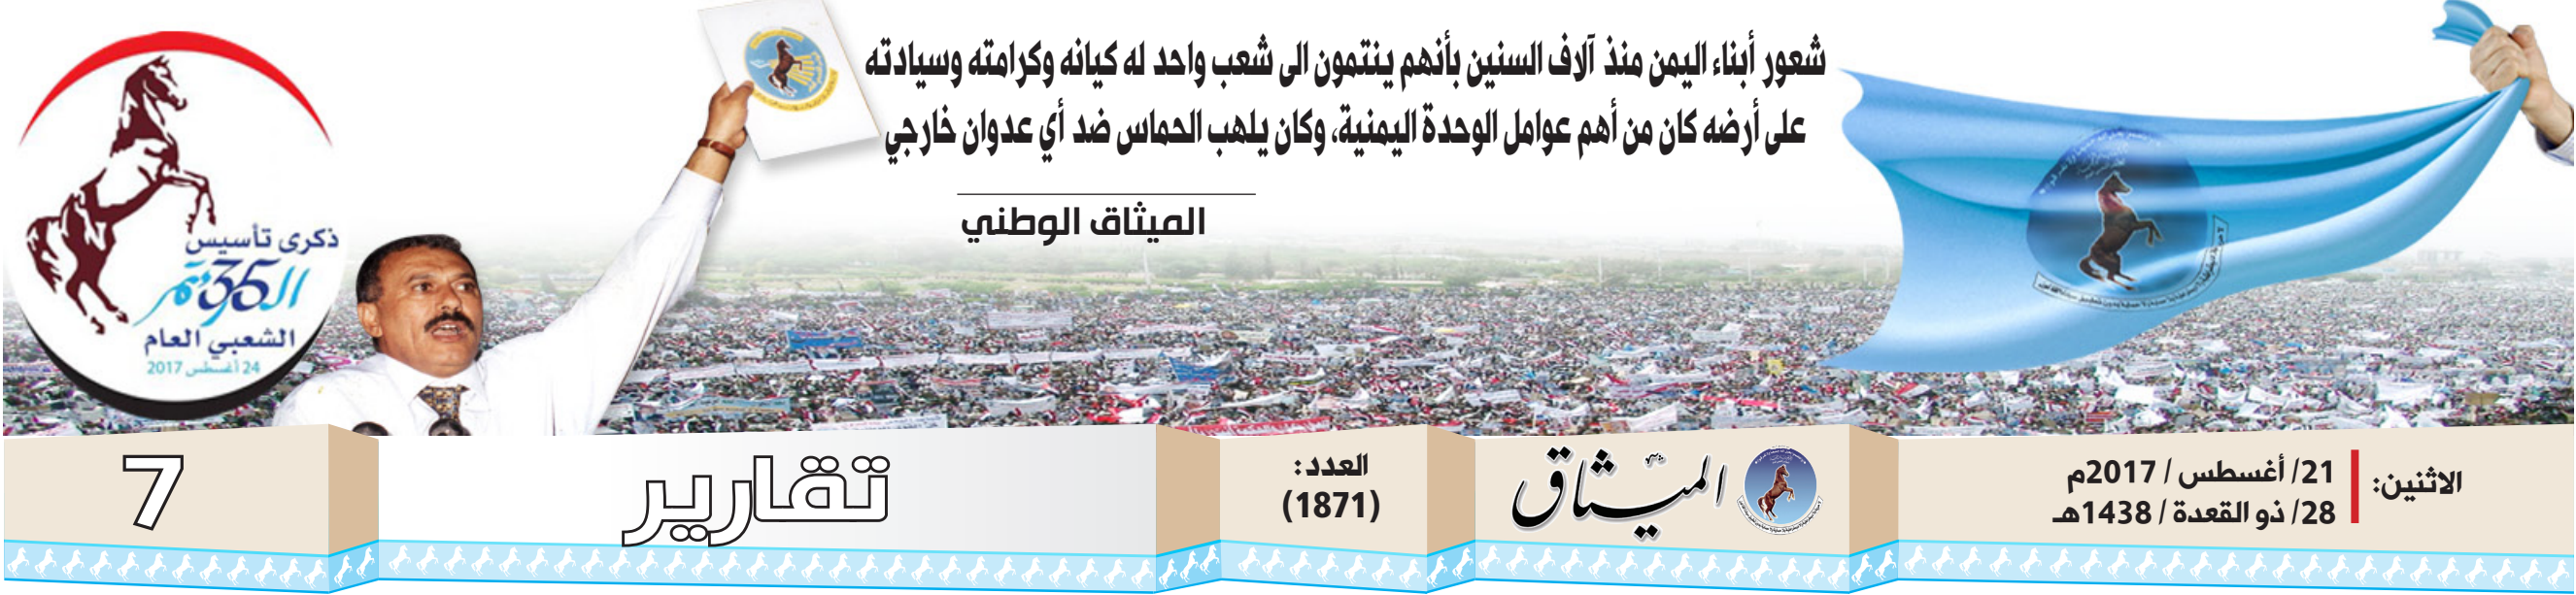 شعور أبناء اليمن منذ آلاف السنين بأنهم ينتمون الى شعب واحد له كيانه وكرامته وسيادته
على أرضه كان من أهم عوامل الوحدة اليمنية، وكان يلهب الحماس ضد أي عدوان خارجي
الميثاق الوطني
ذكرى تأسيس
الـ35
الشعبي العام
24 أغسطس 2017
الاثنين:
21/ أغسطس / 2017م
28/ ذو القعدة / 1438هـ
الميثاق
العدد:
(1871)
تقارير
7